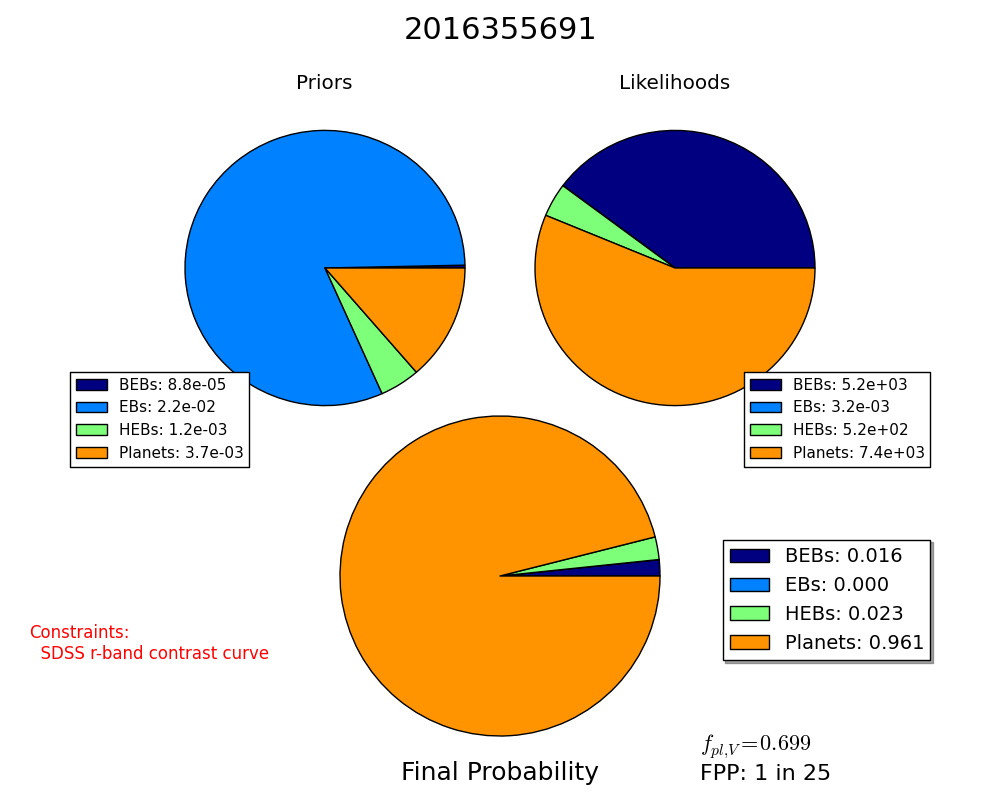 2016355691
Priors
Likelihoods
BEBs: 8.8e-05
EBs: 2.2e-02
HEBs: 1.2e-03
Planets: 3.7e-03
BEBs: 5.2e+03
EBs: 3.2e-03
HEBs: 5.2e+02
Planets: 7.4e+03
BEBs: 0.016
EBs: 0.000
HEBs: 0.023
Planets: 0.961
Constraints:
SDSS r-band contrast curve
f_{pl,V}=0.699
Final Probability
FPP: 1 in 25